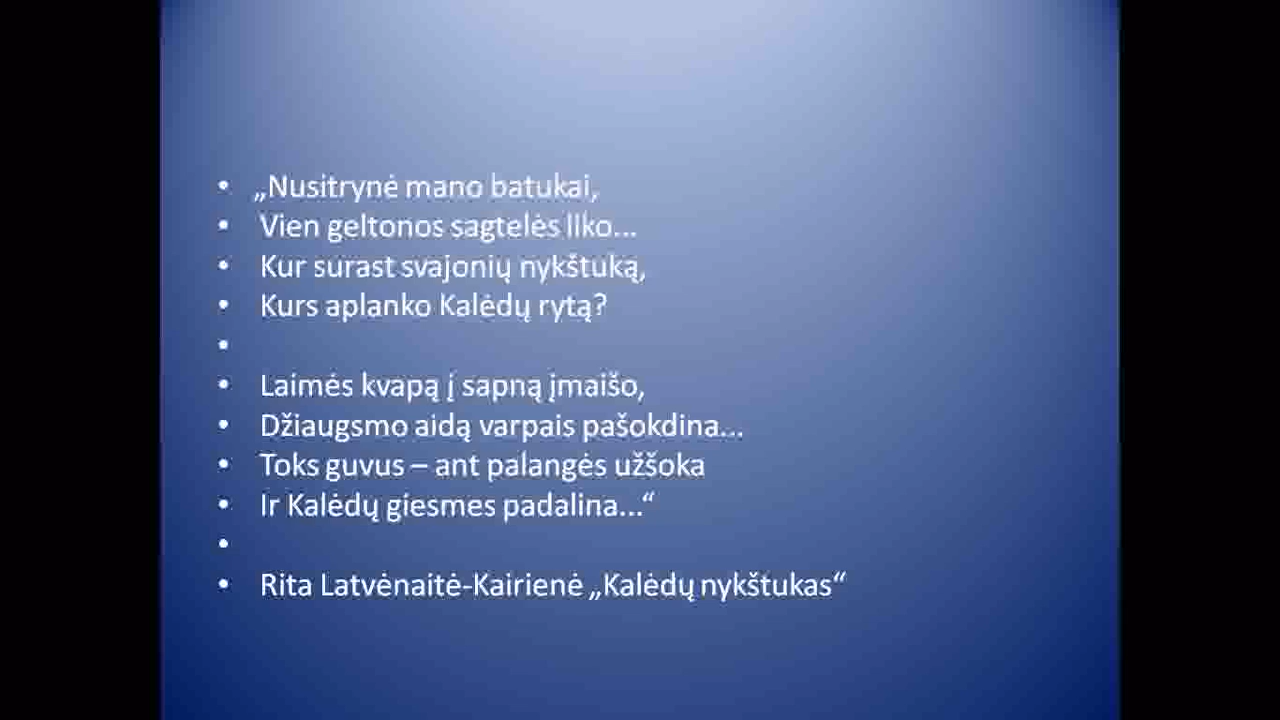 • „Nusitrynė mano batukai,
• Vien geltonos sagtelės liko...
• Kur surast svajonių nykštuką,
• Kurs aplanko Kalėdų rytą?
•
• Laimės kvapą į sapną įmaišo,
• Džiaugsmo aidą varpais pašokdina...
• Toks guvus – ant palangės užšoka
• Ir Kalėdų giesmes padalina...“
•
• Rita Latvėnaitė-Kairienė „Kalėdų nykštukas“